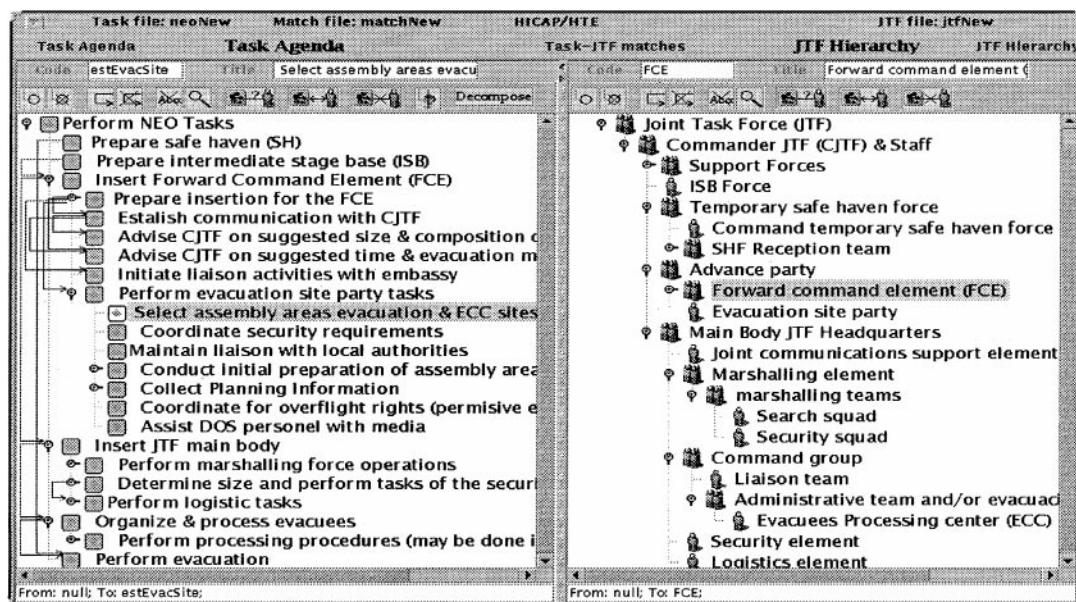 Task file: neoNew Match file: matchNew HICAP/HTE JTF file: jtfNew
Task Agenda Task Agenda Task-JTF matches JTF Hierarchy JTF Hierarchy
Code estEvacSite Title Select assembly areas evacu
Decompose
Perform NEO Tasks
Prepare safe haven (SH)
Prepare intermediate stage base (ISB)
Insert Forward Command Element (FCE)
Prepare insertion for the FCE
Estalish communication with CJTF
Advise CJTF on suggested size & composition o
Advise CJTF on suggested time & evacuation m
Initiate liaison activities with embassy
Perform evacuation site party tasks
Select assembly areas evacuation & ECC sites
Coordinate security requirements
Maintain liaison with local authorities
Conduct initial preparation of assembly area
Collect Planning Information
Coordinate for overflight rights (permisive e
Assist DOS personel with media
Insert JTF main body
Perform marshalling force operations
Determine size and perform tasks of the securi
Perform logistic tasks
Organize & process evacuees
Perform processing procedures (may be done i
Perform evacuation
From: null; To: estEvacSite;
Code FCE Title Forward command element (
Joint Task Force (JTF)
Commander JTF (CJTF) & Staff
Support Forces
ISB Force
Temporary safe haven force
Command temporary safe haven force
SHF Reception team
Advance party
Forward command element (FCE)
Evacuation site party
Main Body JTF Headquarters
Joint communications support element
Marshalling element
marshalling teams
Search squad
Security squad
Command group
Liaison team
Administrative team and/or evacuaci
Evacuees Processing center (ECC)
Security element
Logistics element
From: null; To: FCE;